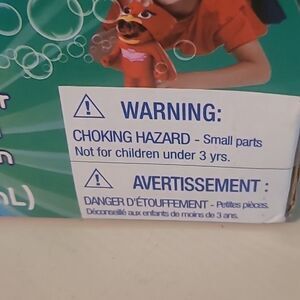 WARNING:
CHOKING HAZARD - Small parts
Not for children under 3 yrs.
AVERTISSEMENT :
DANGER D'ÉTOUFFEMENT - Petites pièces.
Déconseillé aux enfants de moins de 3 ans.